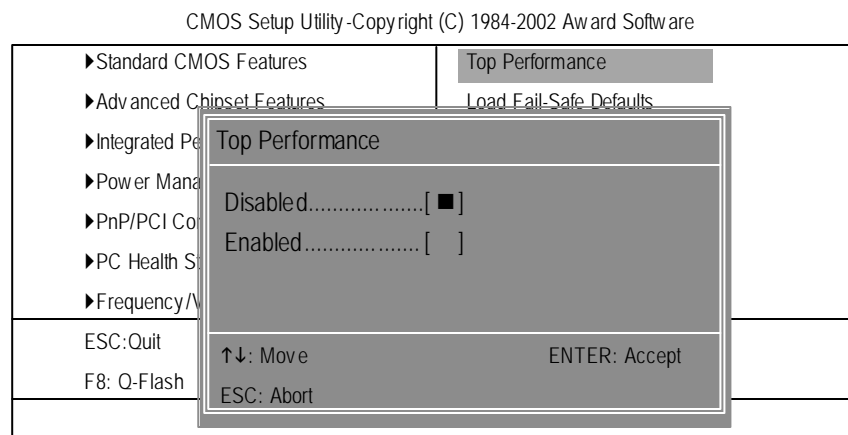 CMOS Setup Utility-Copyright (C) 1984-2002 Award Software
▶Standard CMOS Features
Top Performance
▶Advanced Chipset Features
Load Fail-Safe Defaults
▶Integrated Pe
▶Power Mana
▶PnP/PCI Co
▶PC Health S
▶Frequency/
Top Performance
Disabled....................[ ■ ]
Enabled.................... [ ]
↑↓: Move
ENTER: Accept
ESC: Abort
ESC:Quit
F8: Q-Flash